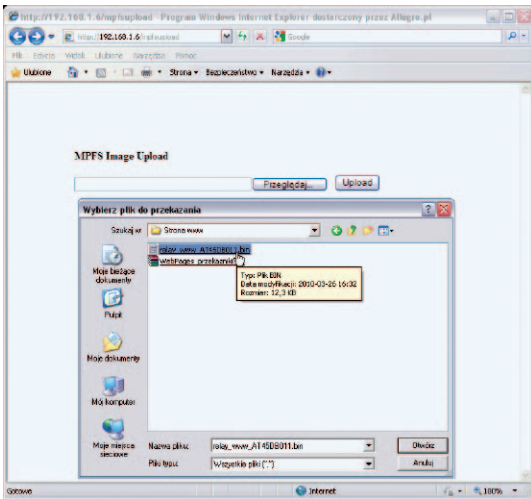 http://192.168.1.6/mpfsupload - Program Windows Internet Explorer dostarczony przez Allegro.pl
http://192.168.1.6/mpfsupload
Google
Plik Edycja Widok Ulubione Narzędzia Pomoc
Ulubione
Strona Bezpieczeństwo Narzędzia
MPFS Image Upload
Przeglądaj... Upload
Wybierz plik do przekazania
Szukaj w: Strona www
relay_www_AT45DB011.bin
WebPages_przekaznik
Typ: Plik BIN
Data modyfikacji: 2010-03-26 16:32
Rozmiar: 12,3 KB
Moje bieżące
dokumenty
Pulpit
Moje dokumenty
Mój komputer
Moje miejsca
sieciowe
Nazwa pliku: relay_www_AT45DB011.bin Otwórz
Pliki typu: Wszystkie pliki (*.*) Anuluj
Gotowe Internet 100%